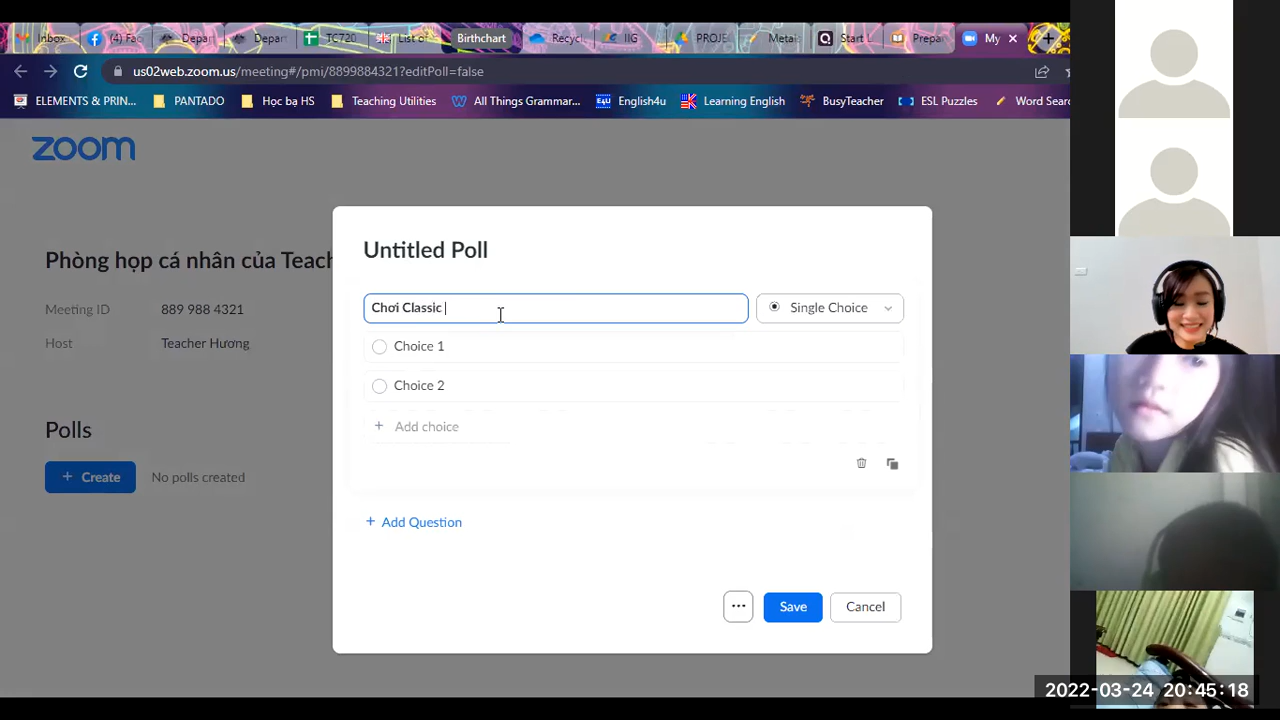 Inbox
(4) Fac
Depar
Depar
TC720
List of
Birthchart
Recyc
IIG
PROJE
Metal
Start L
Prepa
My
us02web.zoom.us/meeting#/pmi/8899884321?editPoll=false
ELEMENTS & PRIN...
PANTADO
Học bạ HS
Teaching Utilities
All Things Grammar...
English4u
Learning English
BusyTeacher
ESL Puzzles
Word Sear
zoom
Untitled Poll
Phòng họp cá nhân của Teach
Chơi Classic
Single Choice
Meeting ID
889 988 4321
Choice 1
Host
Teacher Hương
Choice 2
Polls
+ Add choice
+ Create
No polls created
+ Add Question
... Save Cancel
2022-03-24 20:45:18